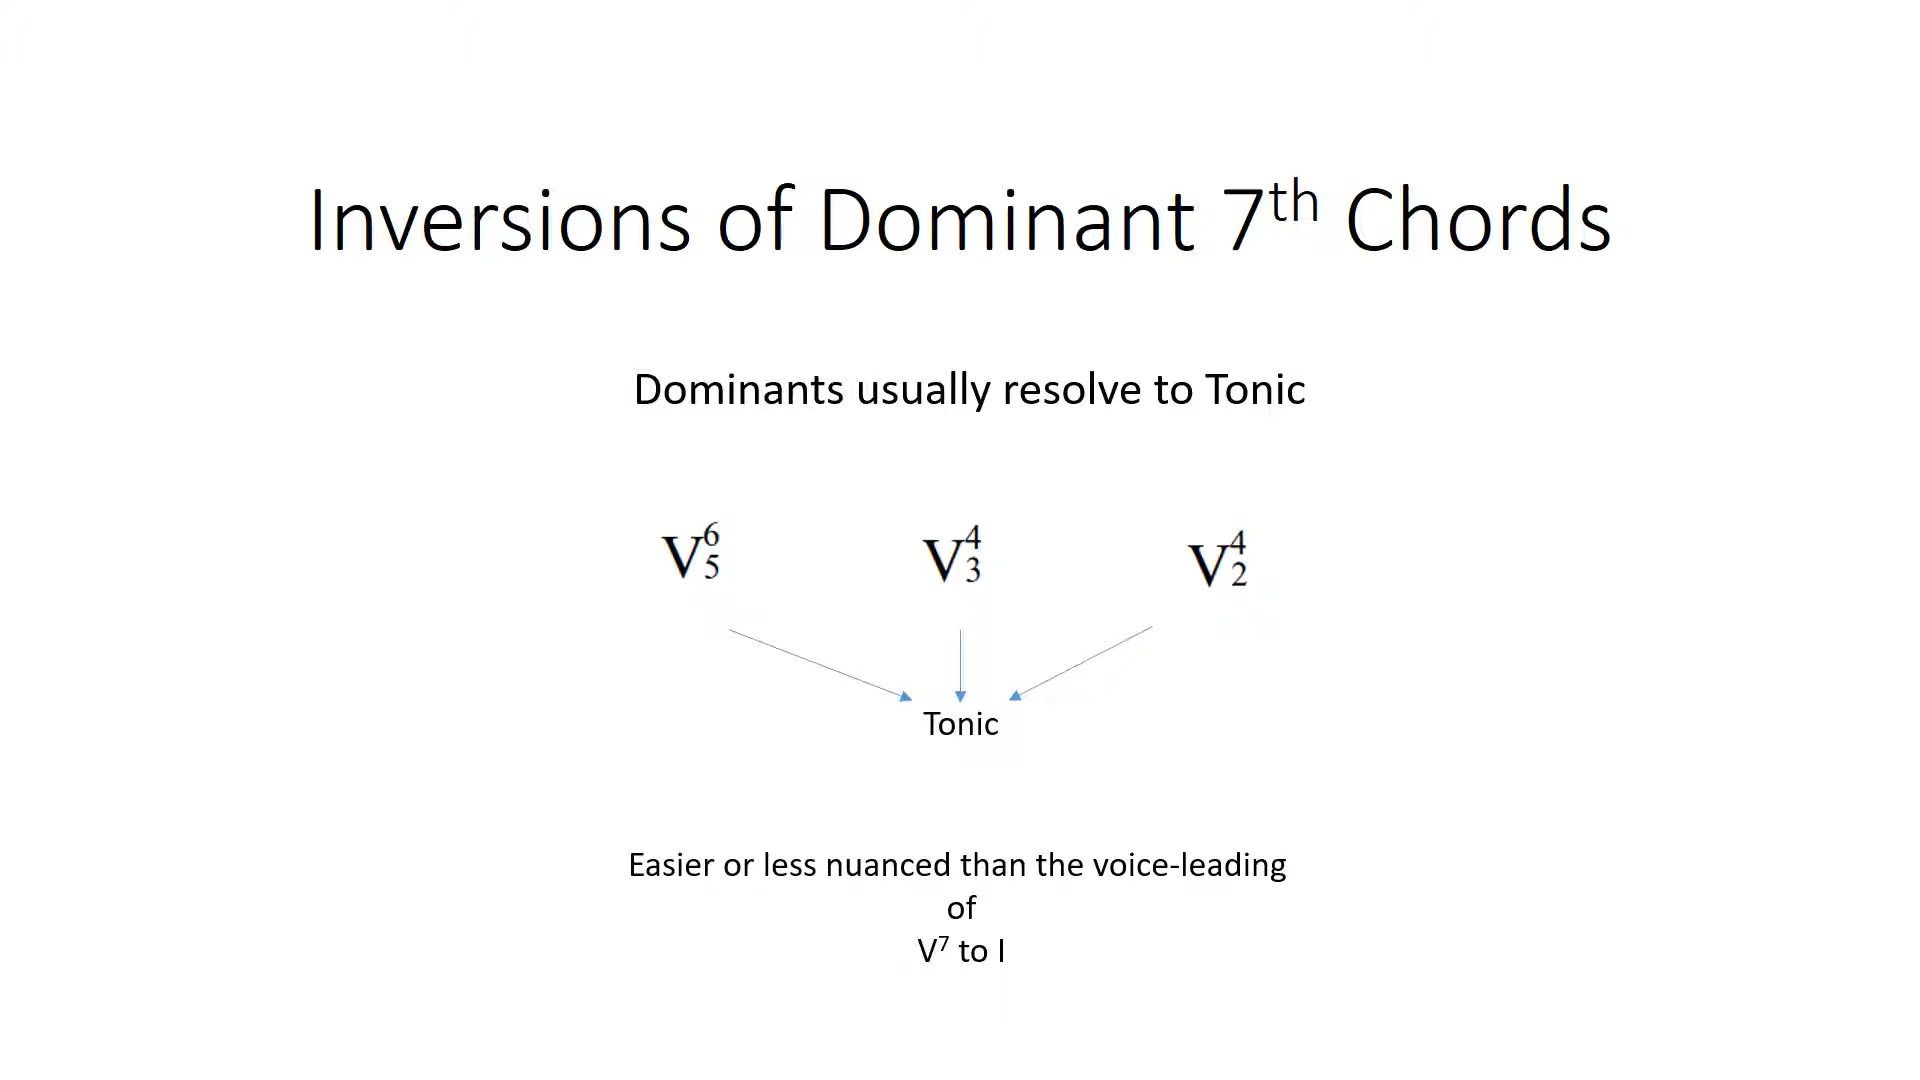 Inversions of Dominant 7th Chords
Dominants usually resolve to Tonic
V6/5 V4/3 V4/2
Tonic
Easier or less nuanced than the voice-leading
of
V7 to I